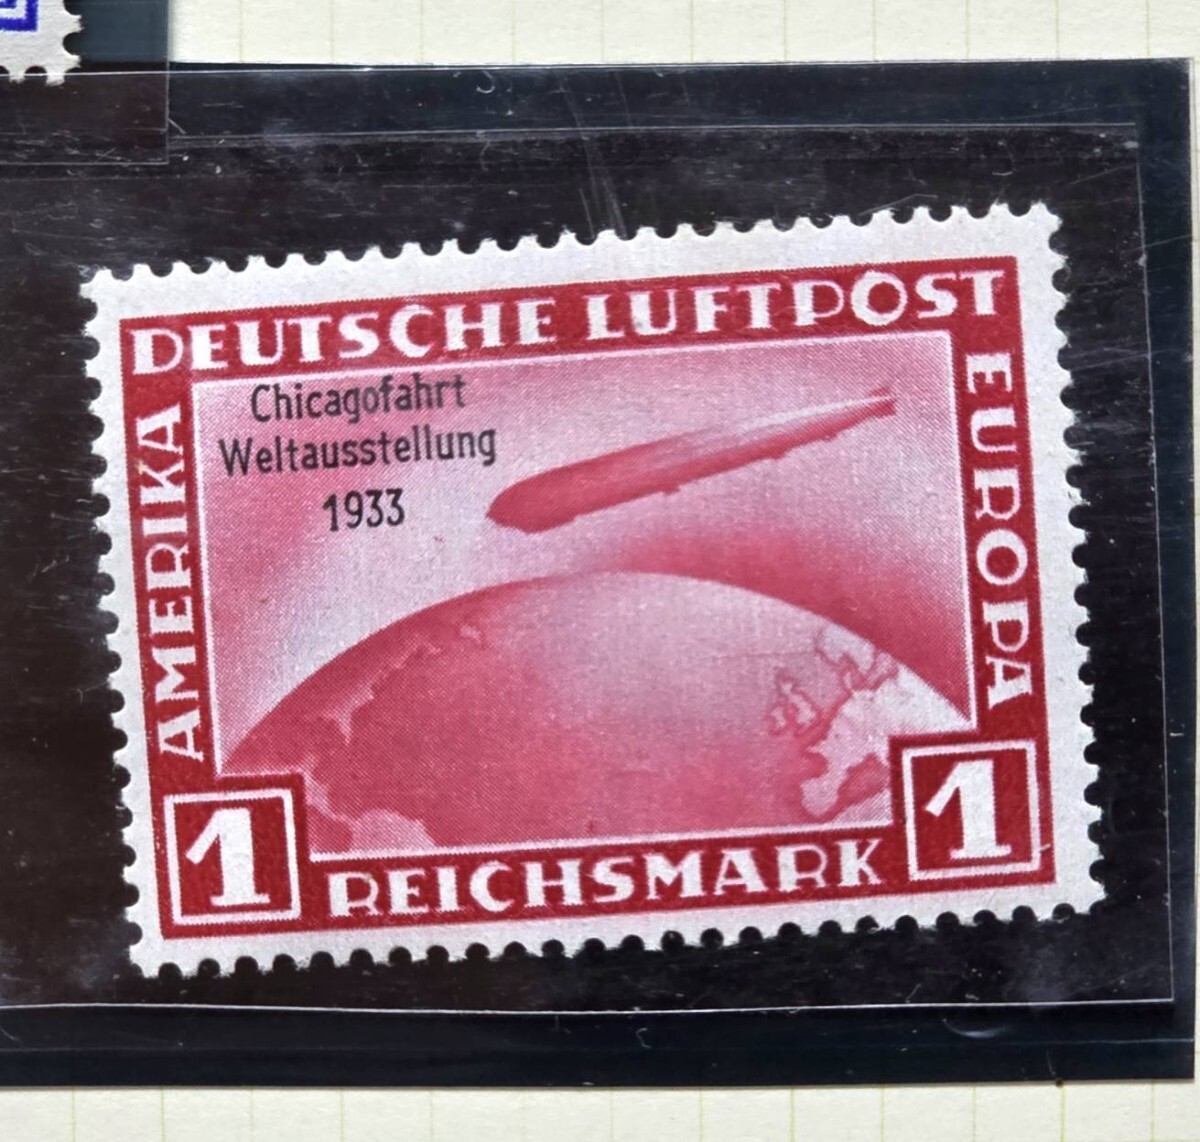 DEUTSCHE LUFTPOST
AMERIKA
EUROPA
Chicagofahrt
Weltausstellung
1933
1
REICHSMARK
1